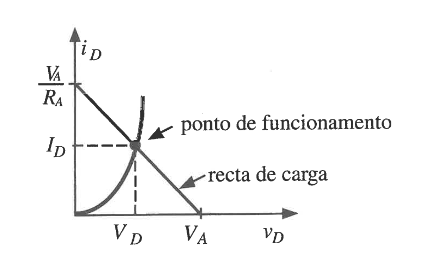 i_D
V_A
R_A
ponto de funcionamento
I_D
recta de carga
V_D
V_A
v_D